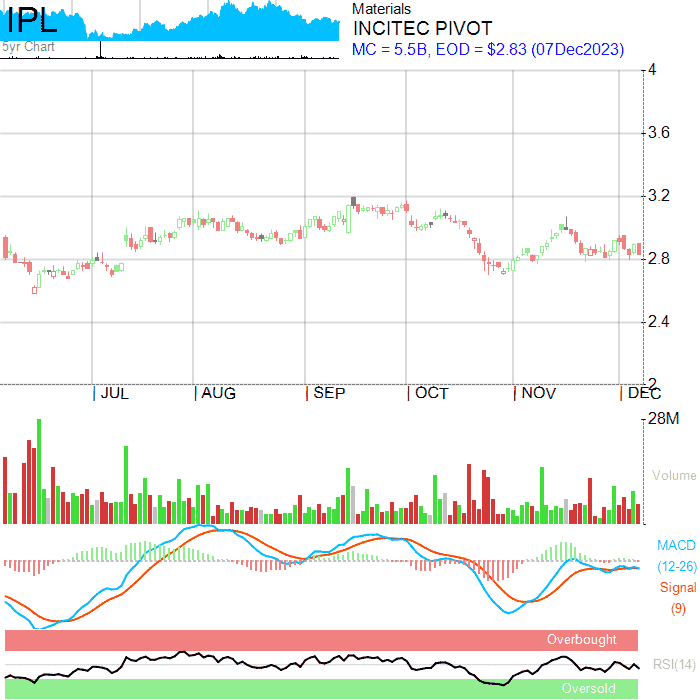 IPL
5yr Chart
Materials
INCITEC PIVOT
MC = 5.5B, EOD = $2.83 (07Dec2023)
4
3.6
3.2
2.8
2.4
2
JUL AUG SEP OCT NOV DEC
28M
Volume
MACD
(12-26)
Signal
(9)
Overbought
RSI(14)
Oversold